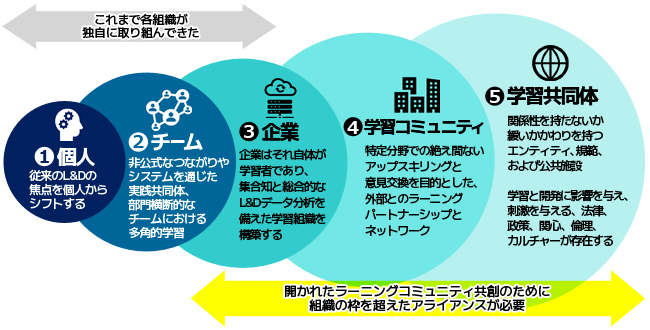 これまで各組織が
独自に取り組んできた
❶ 個人
従来のL&Dの
焦点を個人から
シフトする
❷ チーム
非公式なつながりや
システムを通じた
実践共同体、
部門横断的な
チームにおける
多角的学習
❸ 企業
企業はそれ自体が
学習者であり、
集合知と総合的な
L&Dデータ分析を
備えた学習組織を
構築する
❹ 学習コミュニティ
特定分野での絶え間ない
アップスキリングと
意見交換を目的とした、
外部とのラーニング
パートナーシップと
ネットワーク
❺ 学習共同体
関係性を持たないか
緩いかかわりを持つ
エンティティ、規範、
および公共施設
学習と開発に影響を与え、
刺激を与える、法律、
政策、関心、倫理、
カルチャーが存在する
開かれたラーニングコミュニティ共創のために
組織の枠を超えたアライアンスが必要